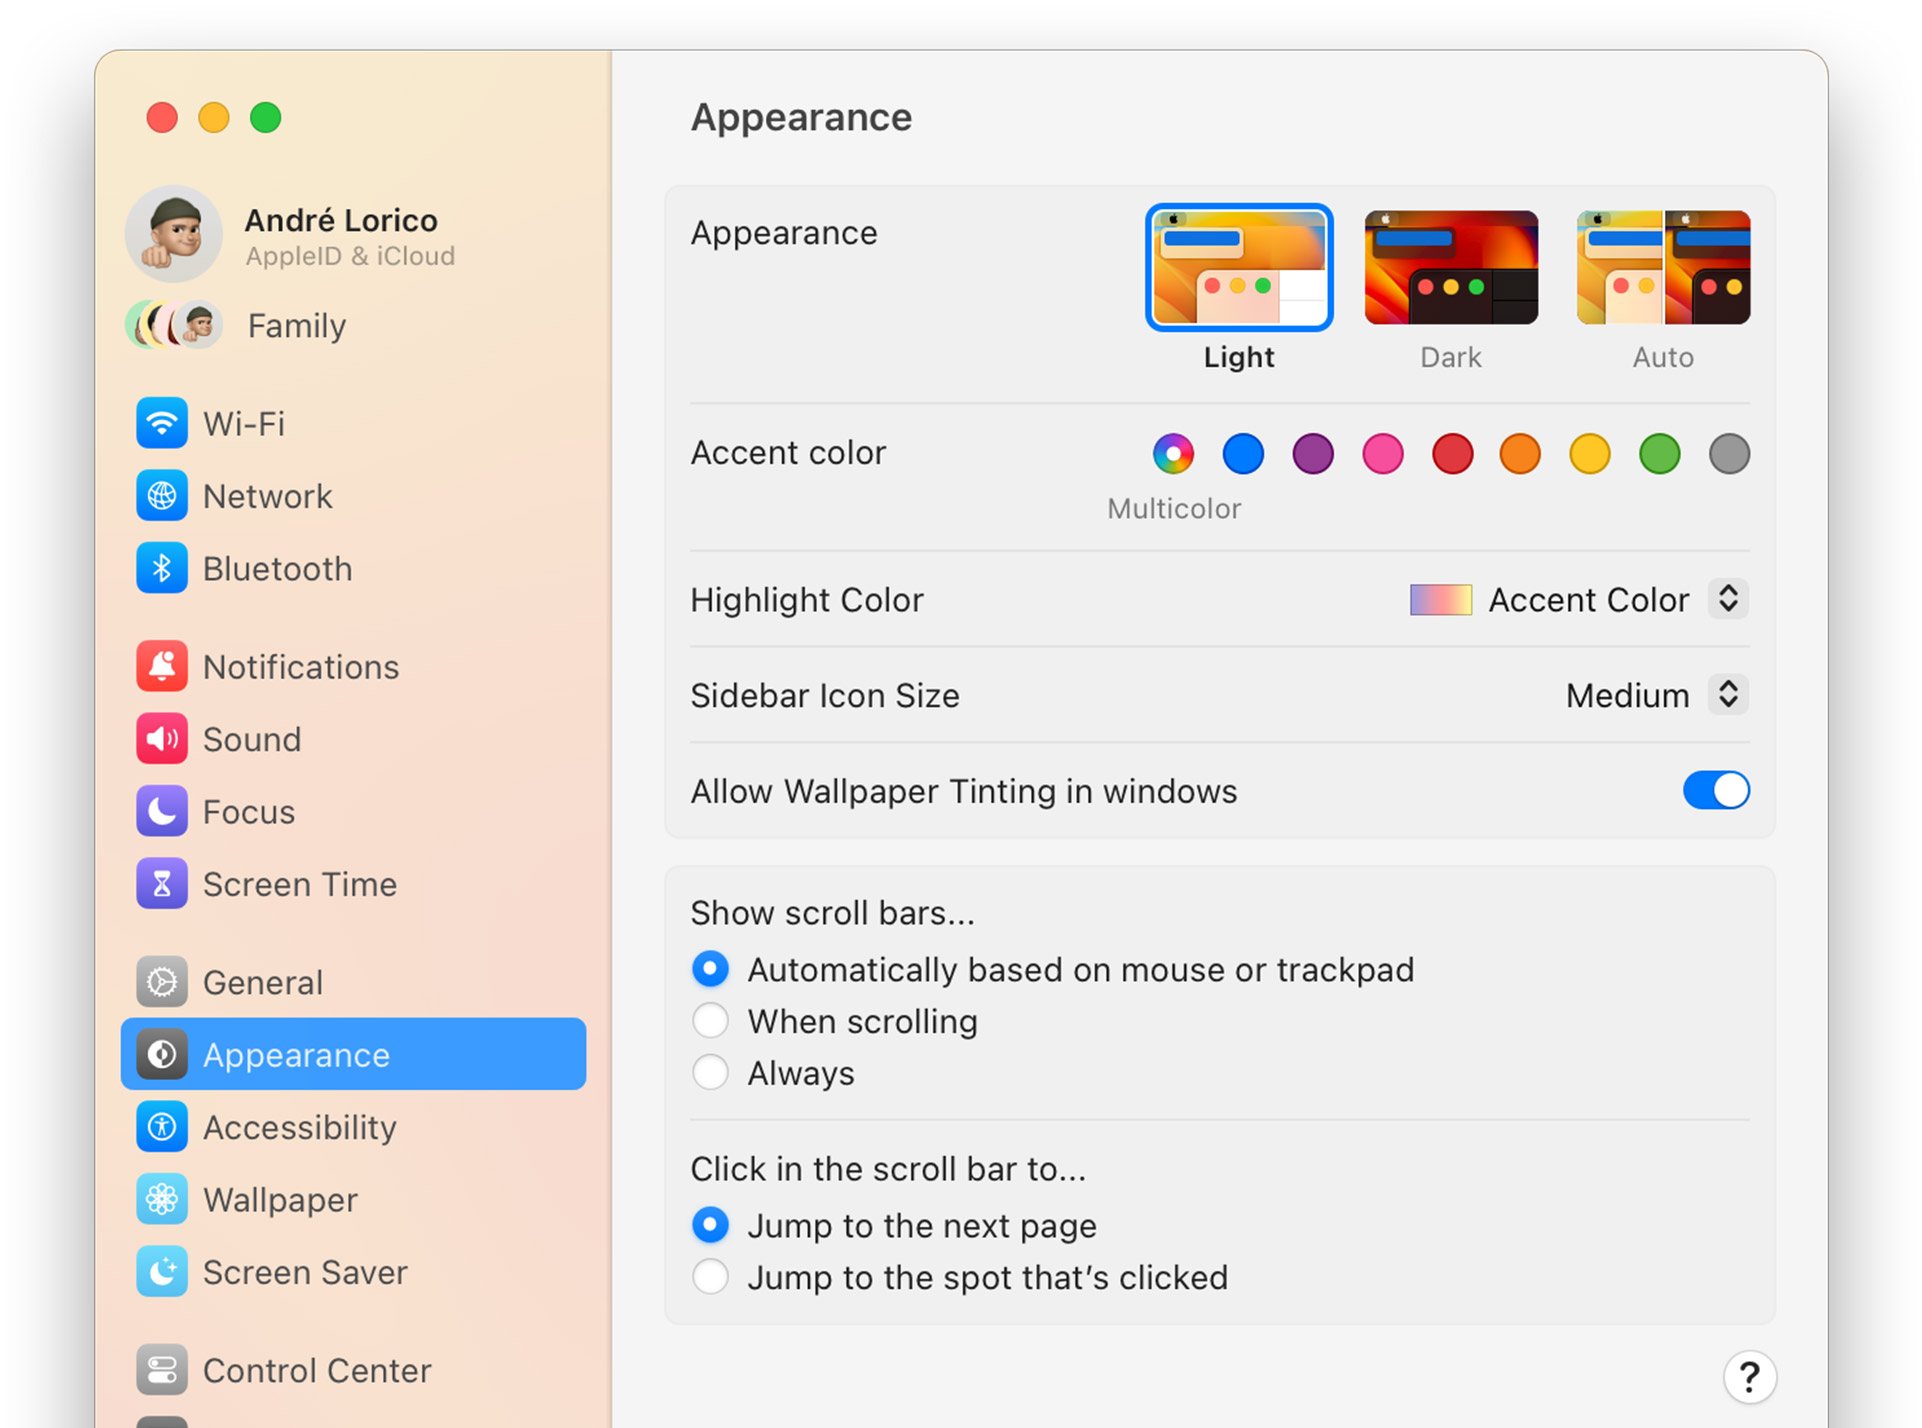 Appearance
André Lorico
AppleID & iCloud
Family
Wi-Fi
Network
Bluetooth
Notifications
Sound
Focus
Screen Time
General
Appearance
Accessibility
Wallpaper
Screen Saver
Control Center
Appearance
Light
Dark
Auto
Accent color
Multicolor
Highlight Color
Accent Color
Sidebar Icon Size
Medium
Allow Wallpaper Tinting in windows
Show scroll bars...
Automatically based on mouse or trackpad
When scrolling
Always
Click in the scroll bar to...
Jump to the next page
Jump to the spot that’s clicked
?